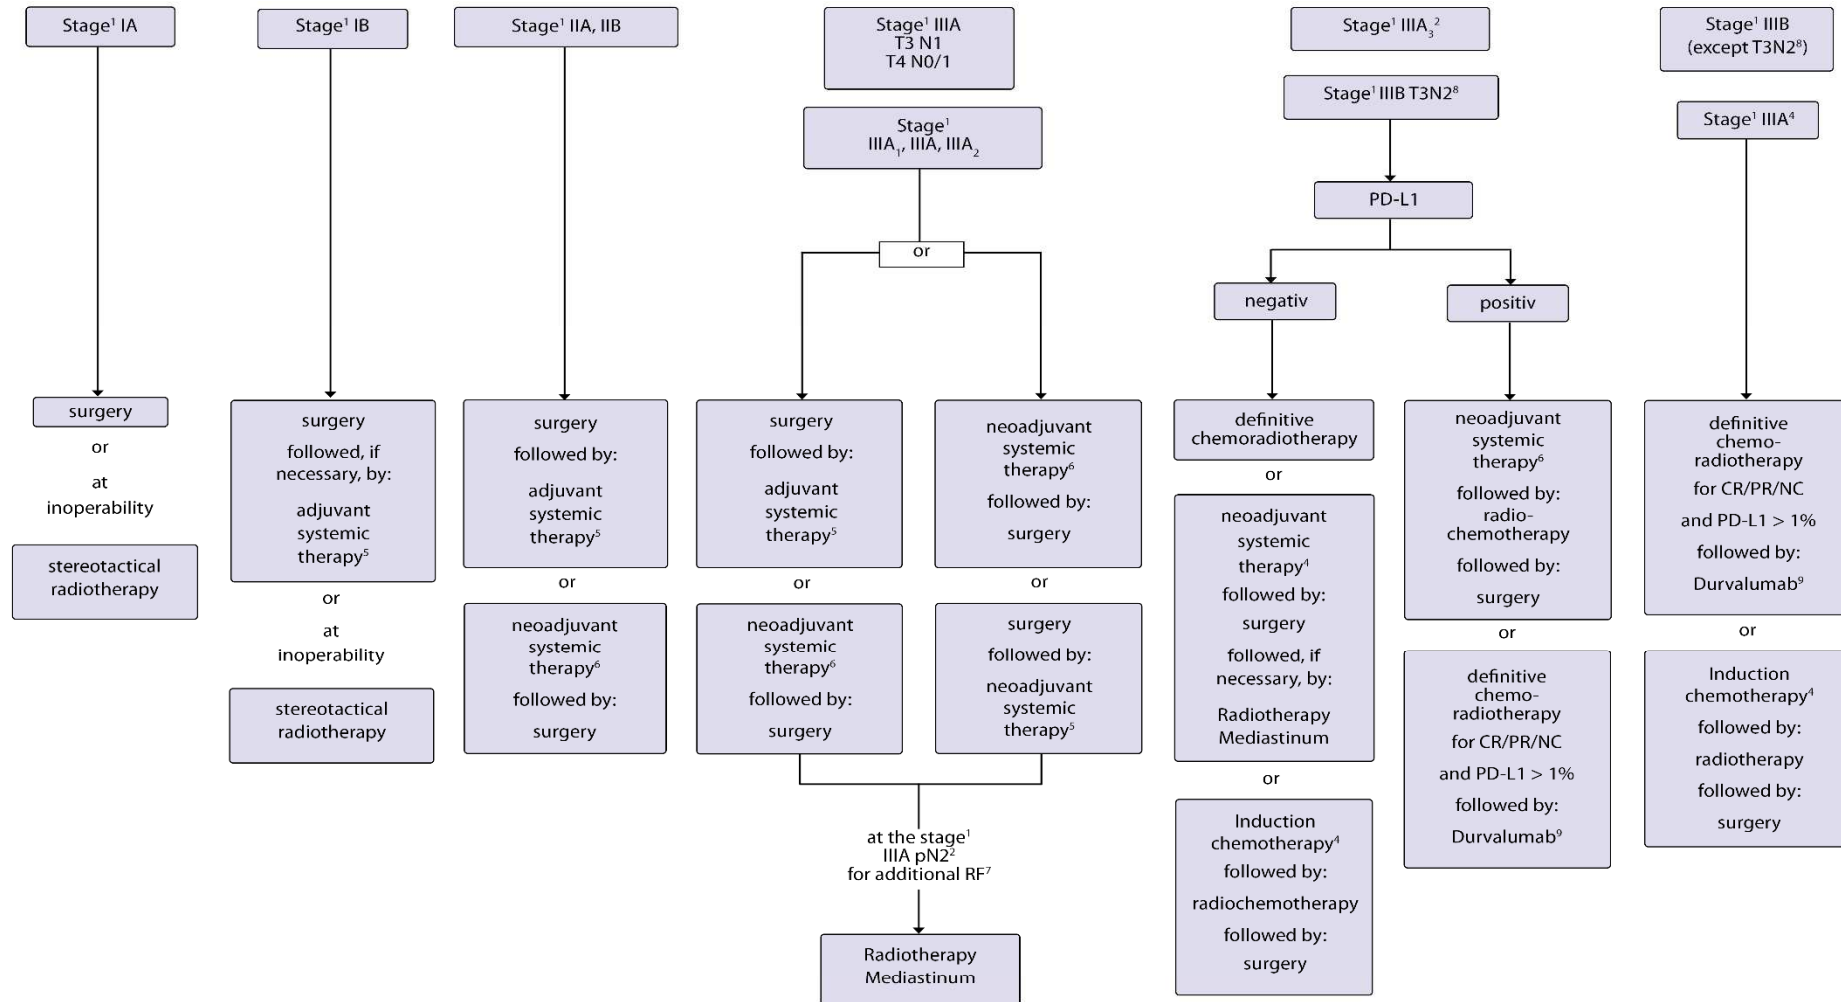 Stage¹ IA
Stage¹ IB
Stage¹ IIA, IIB
Stage¹ IIIA
T3 N1
T4 N0/1
Stage¹
IIIA₁, IIIA, IIIA₂
Stage¹ IIIA₃²
Stage¹ IIIB T3N2⁸
Stage¹ IIIB
(except T3N2⁸)
Stage¹ IIIA⁴
PD-L1
or
negativ
positiv
surgery
or
at
inoperability
stereotactical
radiotherapy
surgery
followed, if
necessary, by:
adjuvant
systemic
therapy⁵
or
at
inoperability
stereotactical
radiotherapy
surgery
followed by:
adjuvant
systemic
therapy⁵
or
neoadjuvant
systemic
therapy⁶
followed by:
surgery
surgery
followed by:
adjuvant
systemic
therapy⁵
or
neoadjuvant
systemic
therapy⁶
followed by:
surgery
neoadjuvant
systemic
therapy⁶
followed by:
surgery
or
surgery
followed by:
neoadjuvant
systemic
therapy⁵
at the stage¹
IIIA pN2²
for additional RF⁷
Radiotherapy
Mediastinum
definitive
chemoradiotherapy
or
neoadjuvant
systemic
therapy⁴
followed by:
surgery
followed, if
necessary, by:
Radiotherapy
Mediastinum
or
Induction
chemotherapy⁴
followed by:
radiochemotherapy
followed by:
surgery
neoadjuvant
systemic
therapy⁶
followed by:
radio-
chemotherapy
followed by:
surgery
or
definitive
chemo-
radiotherapy
for CR/PR/NC
and PD-L1 > 1%
followed by:
Durvalumab⁹
definitive
chemo-
radiotherapy
for CR/PR/NC
and PD-L1 > 1%
followed by:
Durvalumab⁹
or
Induction
chemotherapy⁴
followed by:
radiotherapy
followed by:
surgery